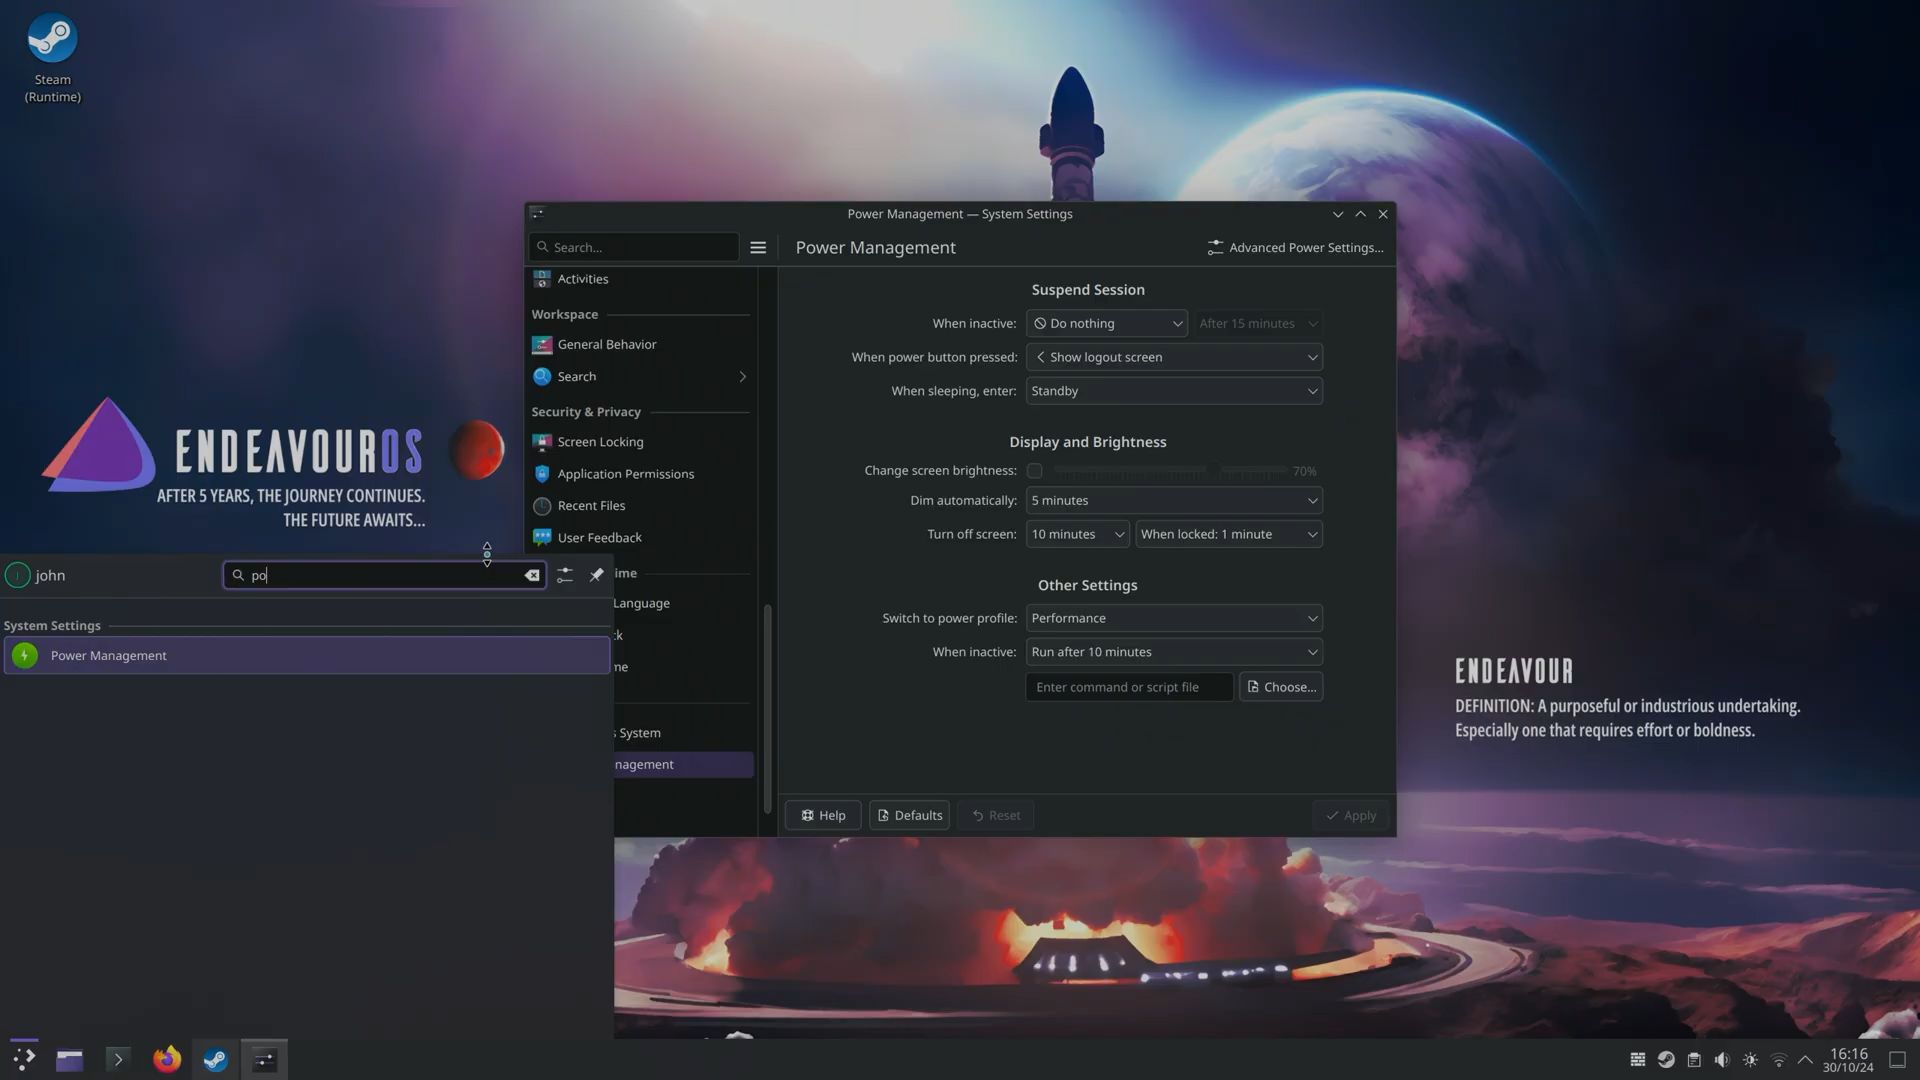 Steam
(Runtime)
ENDEAVOUROS
AFTER 5 YEARS, THE JOURNEY CONTINUES.
THE FUTURE AWAITS...
Power Management — System Settings
Search...
Power Management
Advanced Power Settings...
Activities
Workspace
General Behavior
Search
Security & Privacy
Screen Locking
Application Permissions
Recent Files
User Feedback
ime
Language
ck
me
s System
nagement
Suspend Session
When inactive: Do nothing After 15 minutes
When power button pressed: Show logout screen
When sleeping, enter: Standby
Display and Brightness
Change screen brightness: 70%
Dim automatically: 5 minutes
Turn off screen: 10 minutes When locked: 1 minute
Other Settings
Switch to power profile: Performance
When inactive: Run after 10 minutes
Enter command or script file Choose...
Help Defaults Reset Apply
john
po
System Settings
Power Management
ENDEAVOUR
DEFINITION: A purposeful or industrious undertaking.
Especially one that requires effort or boldness.
16:16
30/10/24